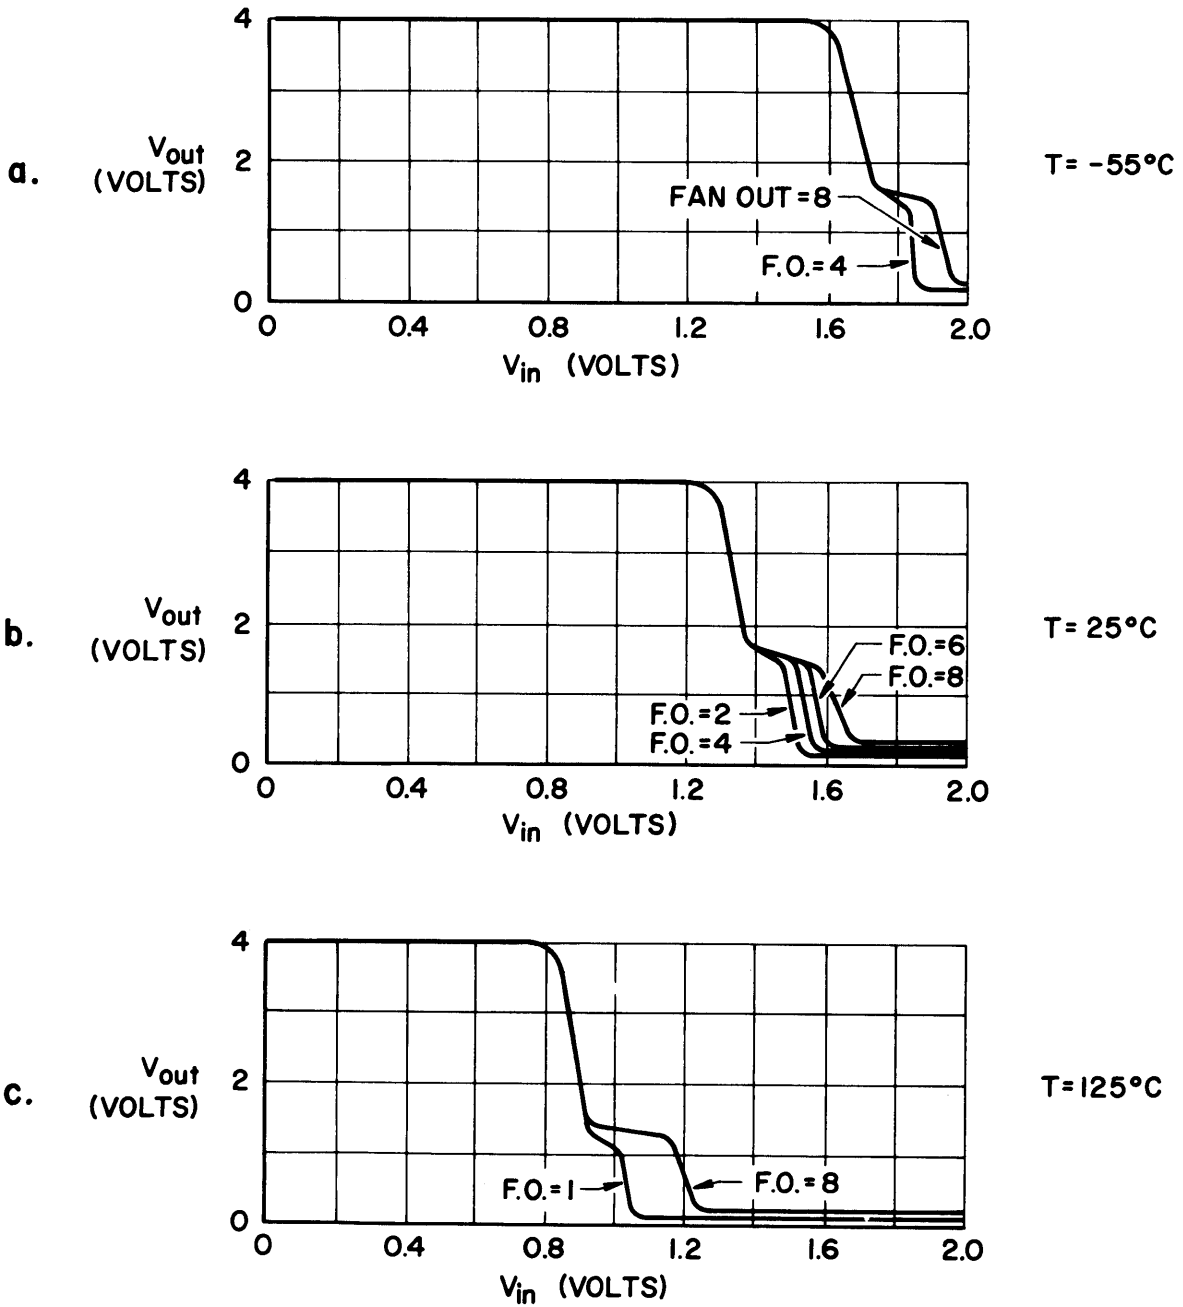 a.
Vout
(VOLTS)
4
2
0
FAN OUT = 8
F.O.= 4
T= -55°C
0 0.4 0.8 1.2 1.6 2.0
Vin (VOLTS)
b.
Vout
(VOLTS)
4
2
0
F.O.=6
F.O.=8
F.O.=2
F.O.=4
T= 25°C
0 0.4 0.8 1.2 1.6 2.0
Vin (VOLTS)
c.
Vout
(VOLTS)
4
2
0
F.O.= 1
F.O.= 8
T=125°C
0 0.4 0.8 1.2 1.6 2.0
Vin (VOLTS)